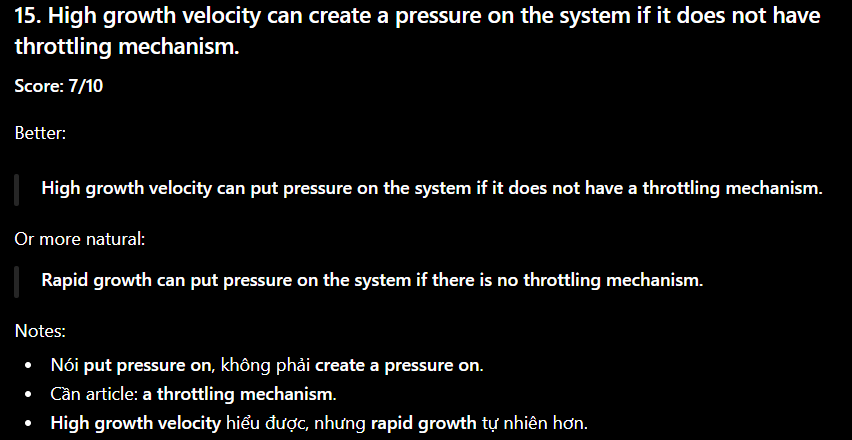 15. High growth velocity can create a pressure on the system if it does not have
throttling mechanism.
Score: 7/10
Better:
High growth velocity can put pressure on the system if it does not have a throttling mechanism.
Or more natural:
Rapid growth can put pressure on the system if there is no throttling mechanism.
Notes:
• Nói put pressure on, không phải create a pressure on.
• Cần article: a throttling mechanism.
• High growth velocity hiểu được, nhưng rapid growth tự nhiên hơn.